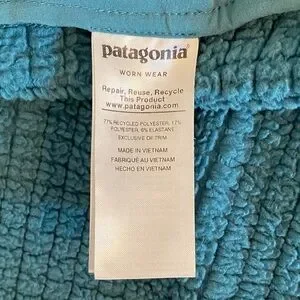 patagonia®
WORN WEAR
Repair, Reuse, Recycle
This Product
www.patagonia.com
77% RECYCLED POLYESTER, 17%
POLYESTER, 6% ELASTANE
EXCLUSIVE OF TRIM
MADE IN VIETNAM
FABRIQUÉ AU VIETNAM
HECHO EN VIETNAM